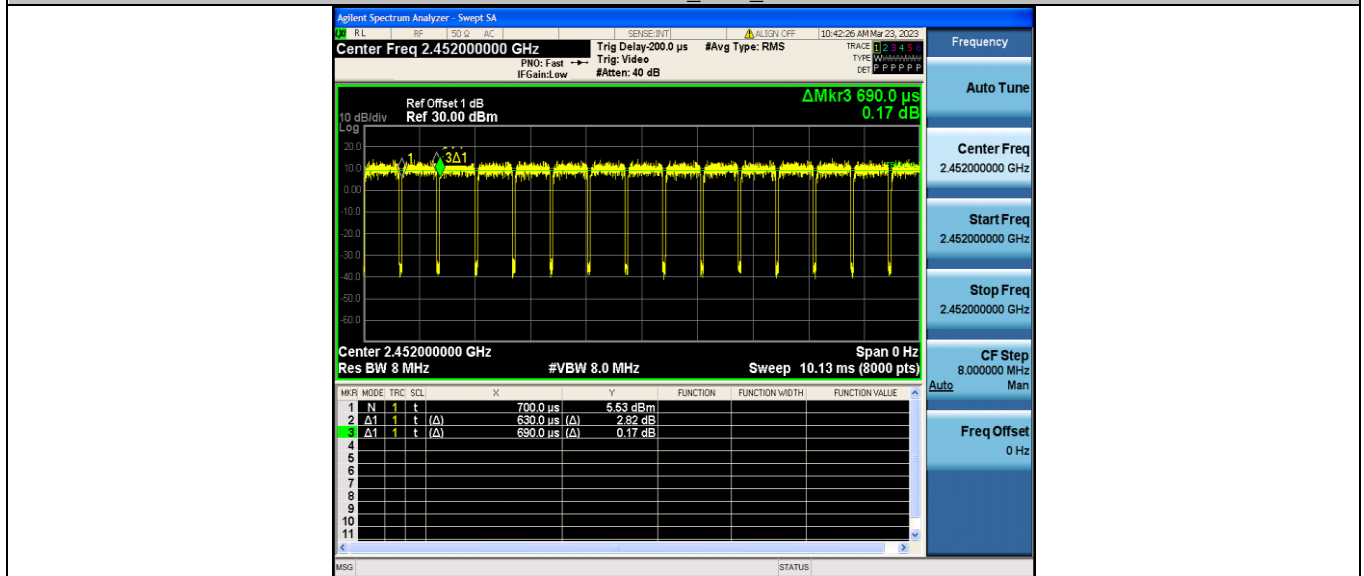 Agilent Spectrum Analyzer - Swept SA
RL RF 50 Ω AC SENSE:INT ALIGN OFF 10:42:26 AM Mar 23, 2023
Center Freq 2.452000000 GHz
PNO: Fast
IFGain:Low
Trig Delay-200.0 µs
Trig: Video
#Atten: 40 dB
#Avg Type: RMS
TRACE 1 2 3 4 5 6
TYPE
DET P P P P P P
ΔMkr3 690.0 µs
0.17 dB
Ref Offset 1 dB
10 dB/div Ref 30.00 dBm
Log
20.0
10.0
0.00
-10.0
-20.0
-30.0
-40.0
-50.0
-60.0
1
3Δ1
Center 2.452000000 GHz Span 0 Hz
Res BW 8 MHz #VBW 8.0 MHz Sweep 10.13 ms (8000 pts)
MKR MODE TRC SCL X Y FUNCTION FUNCTION WIDTH FUNCTION VALUE
1 N 1 t 700.0 µs 5.53 dBm
2 Δ1 1 t (Δ) 630.0 µs (Δ) 2.82 dB
3 Δ1 1 t (Δ) 690.0 µs (Δ) 0.17 dB
4
5
6
7
8
9
10
11
MSG STATUS
Frequency
Auto Tune
Center Freq
2.452000000 GHz
Start Freq
2.452000000 GHz
Stop Freq
2.452000000 GHz
CF Step
8.000000 MHz
Auto Man
Freq Offset
0 Hz